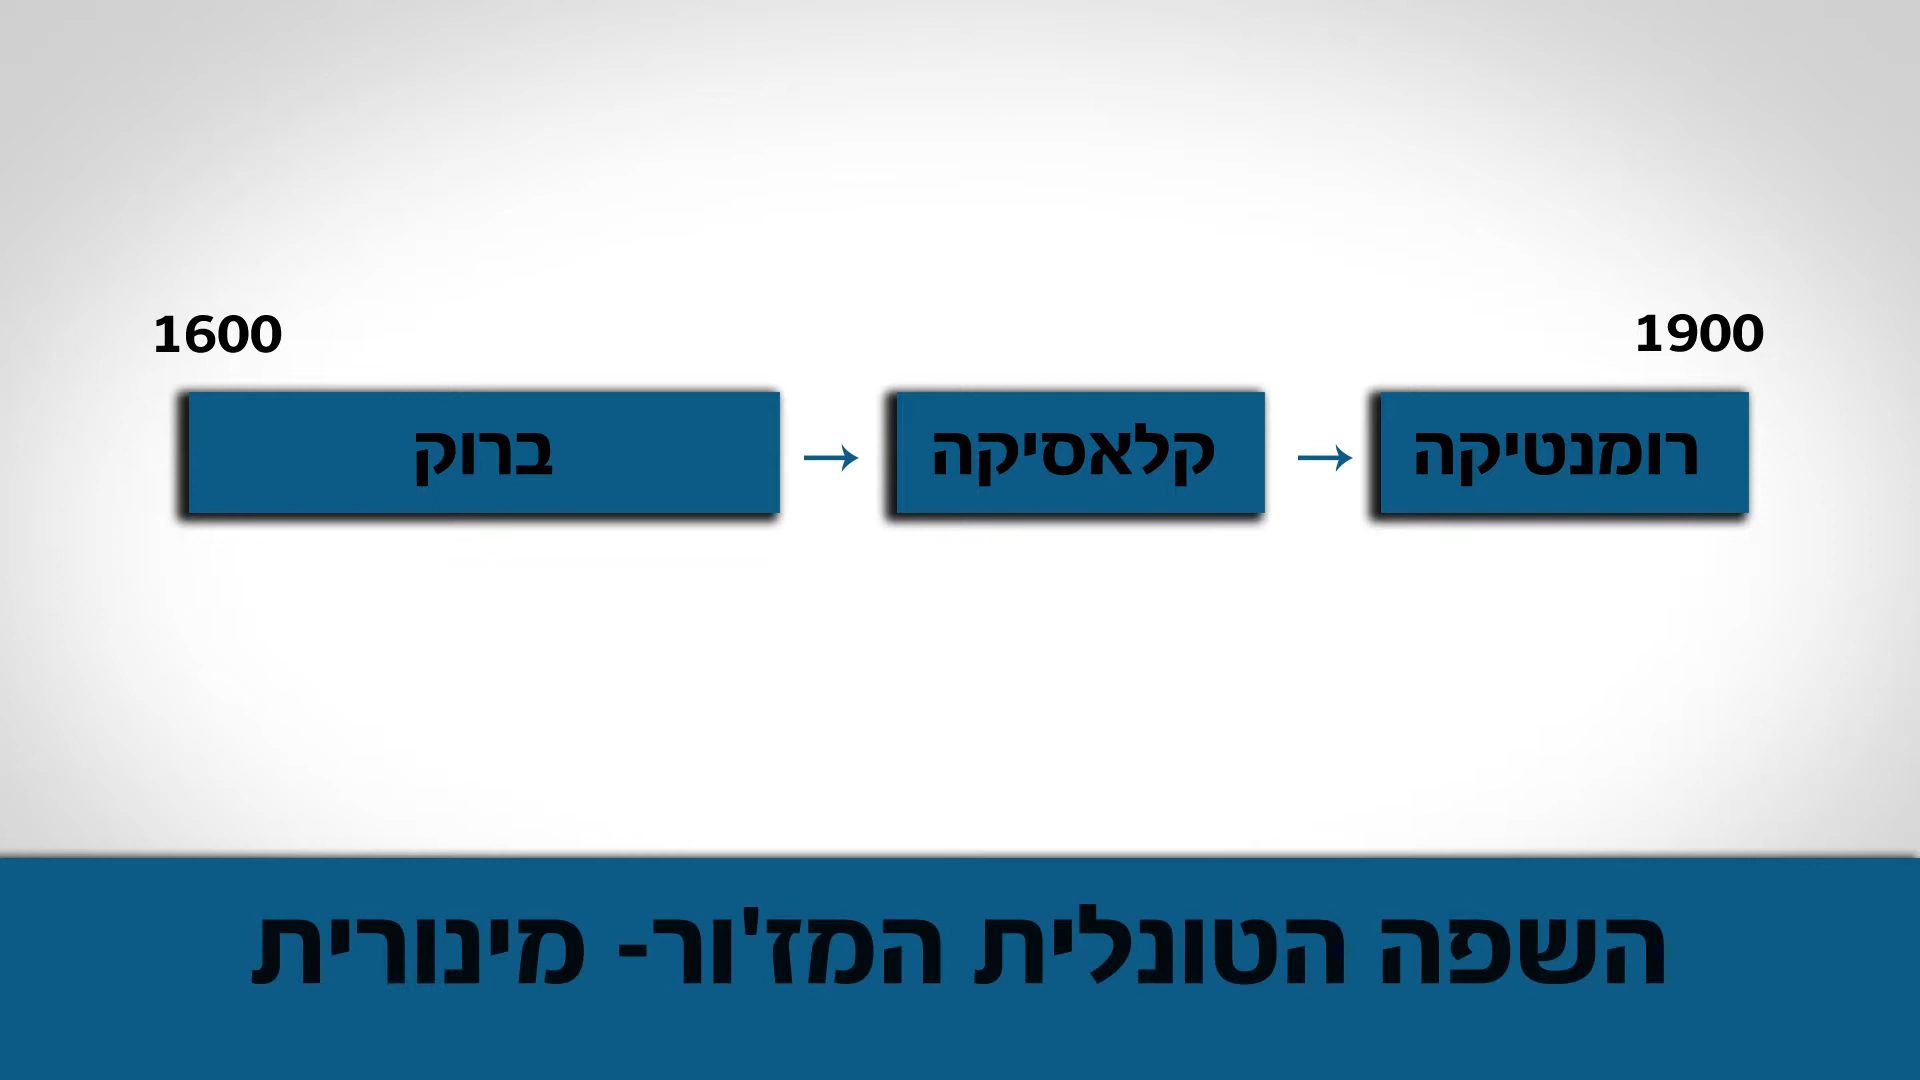 1600
1900
ברוק → קלאסיקה → רומנטיקה
השפה הטונלית המז'ור- מינורית